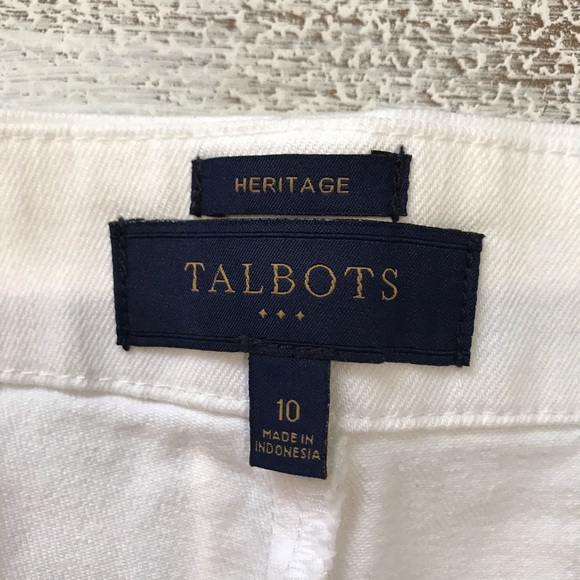 HERITAGE
TALBOTS
10
MADE IN
INDONESIA